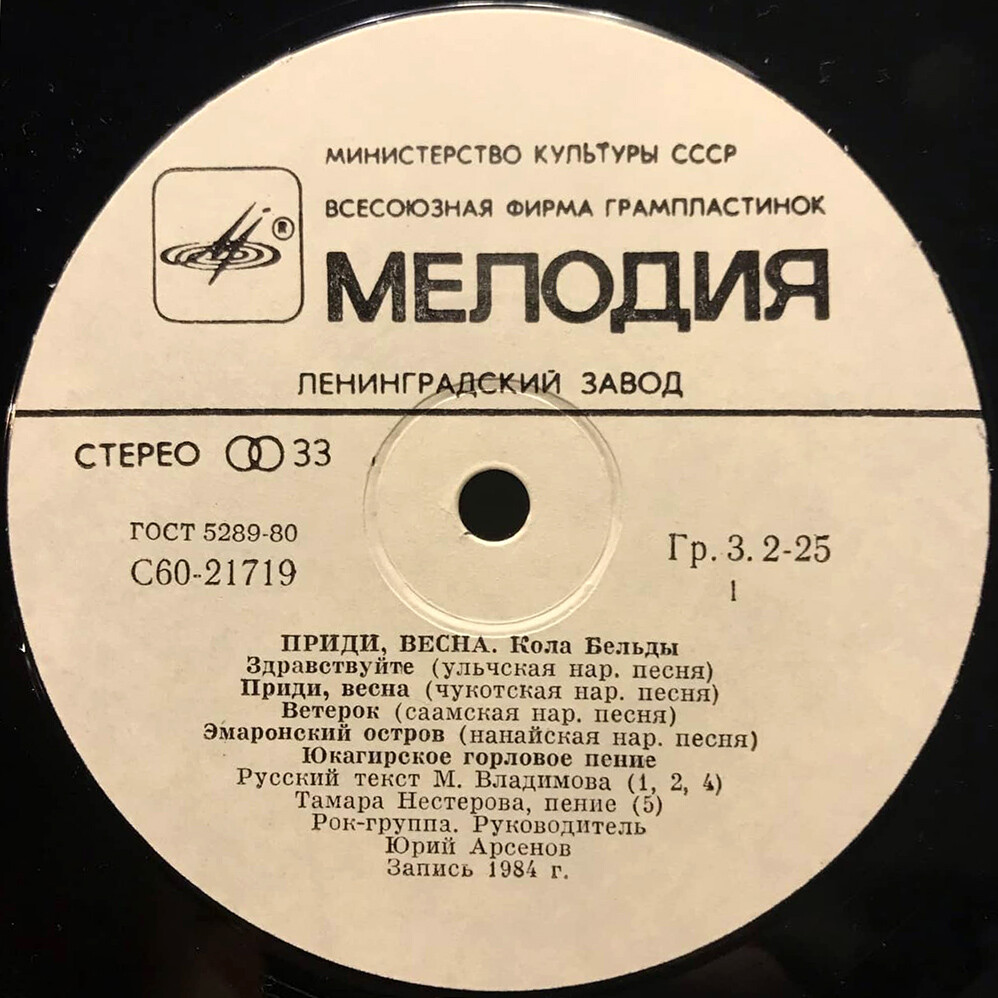 МИНИСТЕРСТВО КУЛЬТУРЫ СССР
ВСЕСОЮЗНАЯ ФИРМА ГРАМПЛАСТИНОК
®
МЕЛОДИЯ
ЛЕНИНГРАДСКИЙ ЗАВОД
СТЕРЕО 33
ГОСТ 5289-80
С60-21719
Гр. 3. 2-25
1
ПРИДИ, ВЕСНА. Кола Бельды
Здравствуйте (ульчская нар. песня)
Приди, весна (чукотская нар. песня)
Ветерок (саамская нар. песня)
Эмаронский остров (нанайская нар. песня)
Юкагирское горловое пение
Русский текст М. Владимова (1, 2, 4)
Тамара Нестерова, пение (5)
Рок-группа. Руководитель
Юрий Арсенов
Запись 1984 г.